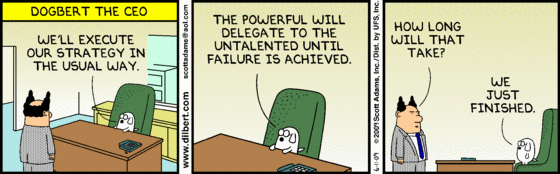 DOGBERT THE CEO
WE'LL EXECUTE
OUR STRATEGY IN
THE USUAL WAY.
scottadams@aol.com
www.dilbert.com
THE POWERFUL WILL
DELEGATE TO THE
UNTALENTED UNTIL
FAILURE IS ACHIEVED.
6-11-09 © 2009 Scott Adams, Inc./Dist. by UFS, Inc.
HOW LONG
WILL THAT
TAKE?
WE
JUST
FINISHED.